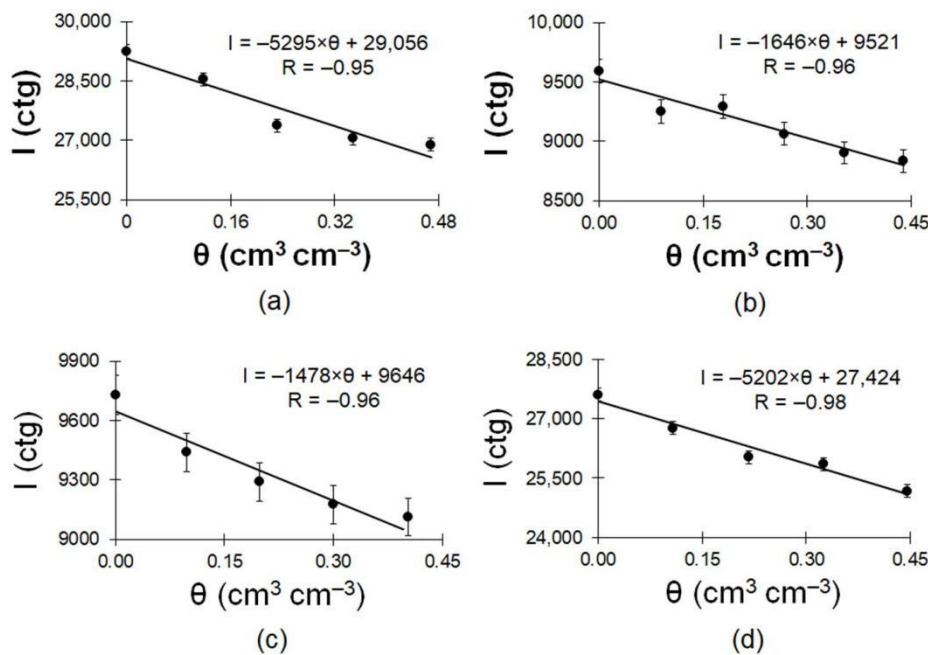 30,000
28,500
27,000
25,500
I (ctg)
I = –5295×θ + 29,056
R = –0.95
0
0.16
0.32
0.48
θ (cm³ cm⁻³)
(a)
10,000
9500
9000
8500
I (ctg)
I = –1646×θ + 9521
R = –0.96
0.00
0.15
0.30
0.45
θ (cm³ cm⁻³)
(b)
9900
9600
9300
9000
I (ctg)
I = –1478×θ + 9646
R = –0.96
0.00
0.15
0.30
0.45
θ (cm³ cm⁻³)
(c)
28,500
27,000
25,500
24,000
I (ctg)
I = –5202×θ + 27,424
R = –0.98
0.00
0.15
0.30
0.45
θ (cm³ cm⁻³)
(d)